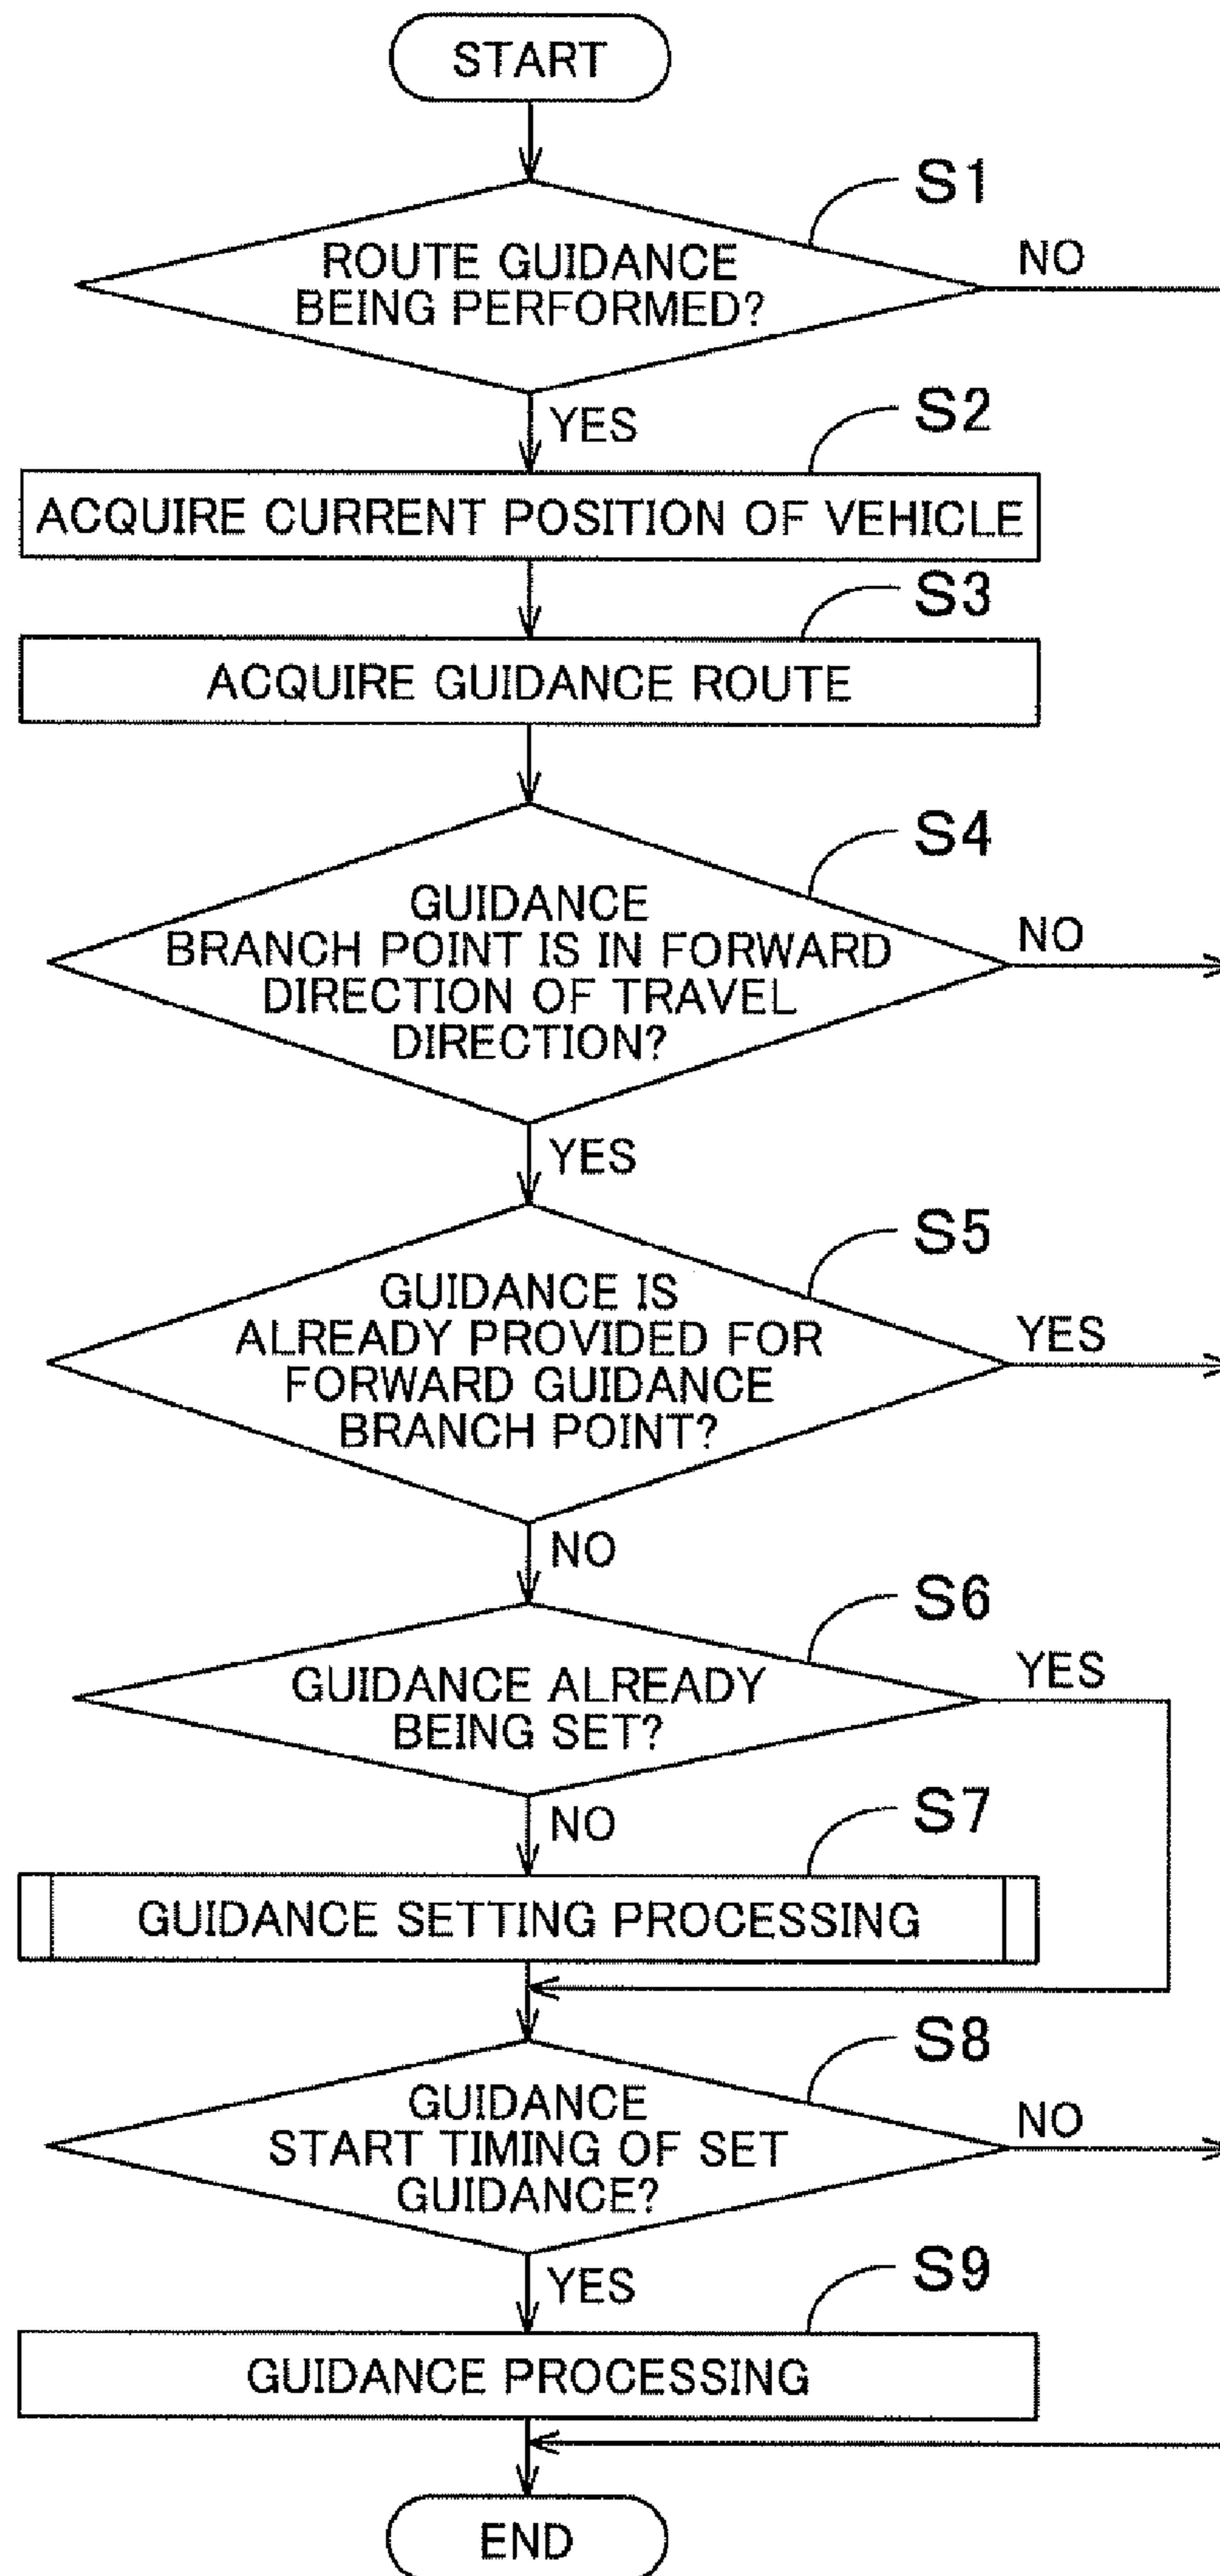 START
S1
ROUTE GUIDANCE
BEING PERFORMED?
NO
YES
S2
ACQUIRE CURRENT POSITION OF VEHICLE
S3
ACQUIRE GUIDANCE ROUTE
S4
GUIDANCE
BRANCH POINT IS IN FORWARD
DIRECTION OF TRAVEL
DIRECTION?
NO
YES
S5
GUIDANCE IS
ALREADY PROVIDED FOR
FORWARD GUIDANCE
BRANCH POINT?
YES
NO
S6
GUIDANCE ALREADY
BEING SET?
YES
NO
S7
GUIDANCE SETTING PROCESSING
S8
GUIDANCE
START TIMING OF SET
GUIDANCE?
NO
YES
S9
GUIDANCE PROCESSING
END